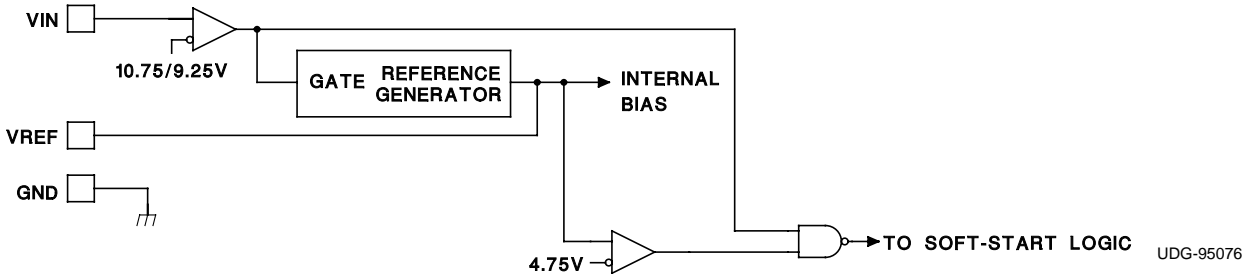 VIN
10.75/9.25V
GATE
REFERENCE
GENERATOR
INTERNAL
BIAS
VREF
GND
4.75V
TO SOFT-START LOGIC
UDG-95076